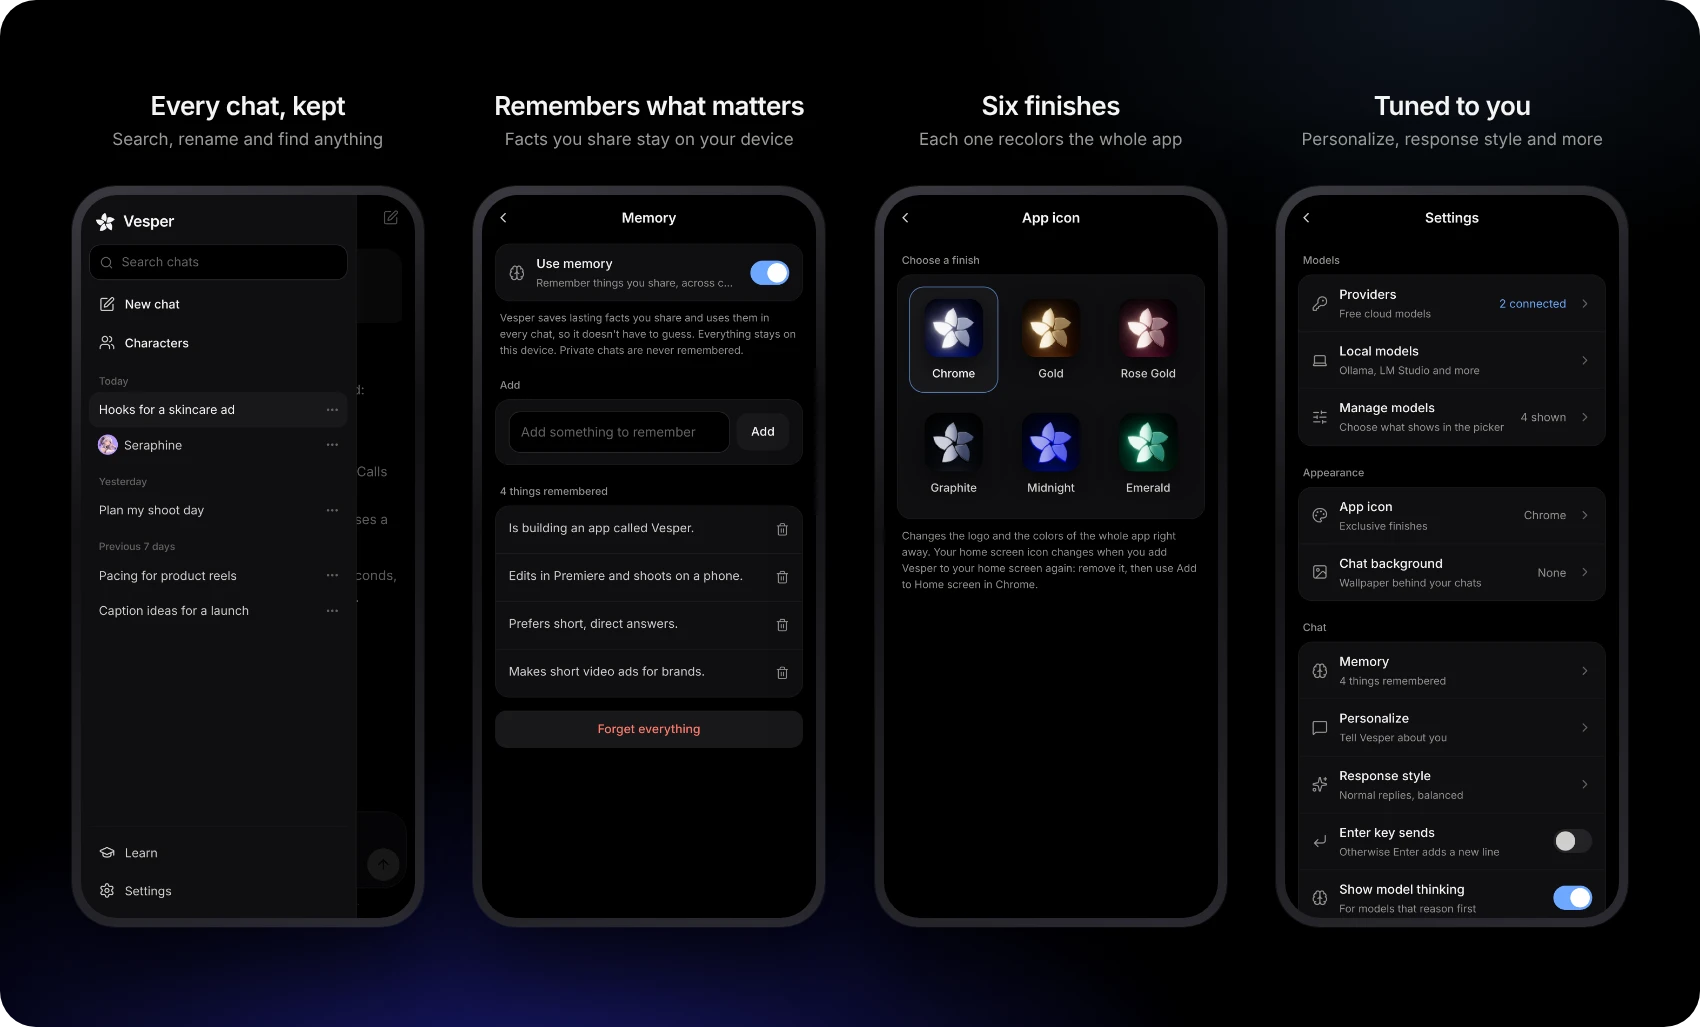 Every chat, kept
Search, rename and find anything
Vesper
Search chats
New chat
Characters
Today
Hooks for a skincare ad
Seraphine
Yesterday
Plan my shoot day
Previous 7 days
Pacing for product reels
Caption ideas for a launch
Learn
Settings
d:
Calls
ses a
conds,
Remembers what matters
Facts you share stay on your device
Memory
Use memory
Remember things you share, across c...
Vesper saves lasting facts you share and uses them in
every chat, so it doesn't have to guess. Everything stays on
this device. Private chats are never remembered.
Add
Add something to remember
Add
4 things remembered
Is building an app called Vesper.
Edits in Premiere and shoots on a phone.
Prefers short, direct answers.
Makes short video ads for brands.
Forget everything
Six finishes
Each one recolors the whole app
App icon
Choose a finish
Chrome
Gold
Rose Gold
Graphite
Midnight
Emerald
Changes the logo and the colors of the whole app right
away. Your home screen icon changes when you add
Vesper to your home screen again: remove it, then use Add
to Home screen in Chrome.
Tuned to you
Personalize, response style and more
Settings
Models
Providers
Free cloud models
2 connected
Local models
Ollama, LM Studio and more
Manage models
Choose what shows in the picker
4 shown
Appearance
App icon
Exclusive finishes
Chrome
Chat background
Wallpaper behind your chats
None
Chat
Memory
4 things remembered
Personalize
Tell Vesper about you
Response style
Normal replies, balanced
Enter key sends
Otherwise Enter adds a new line
Show model thinking
For models that reason first